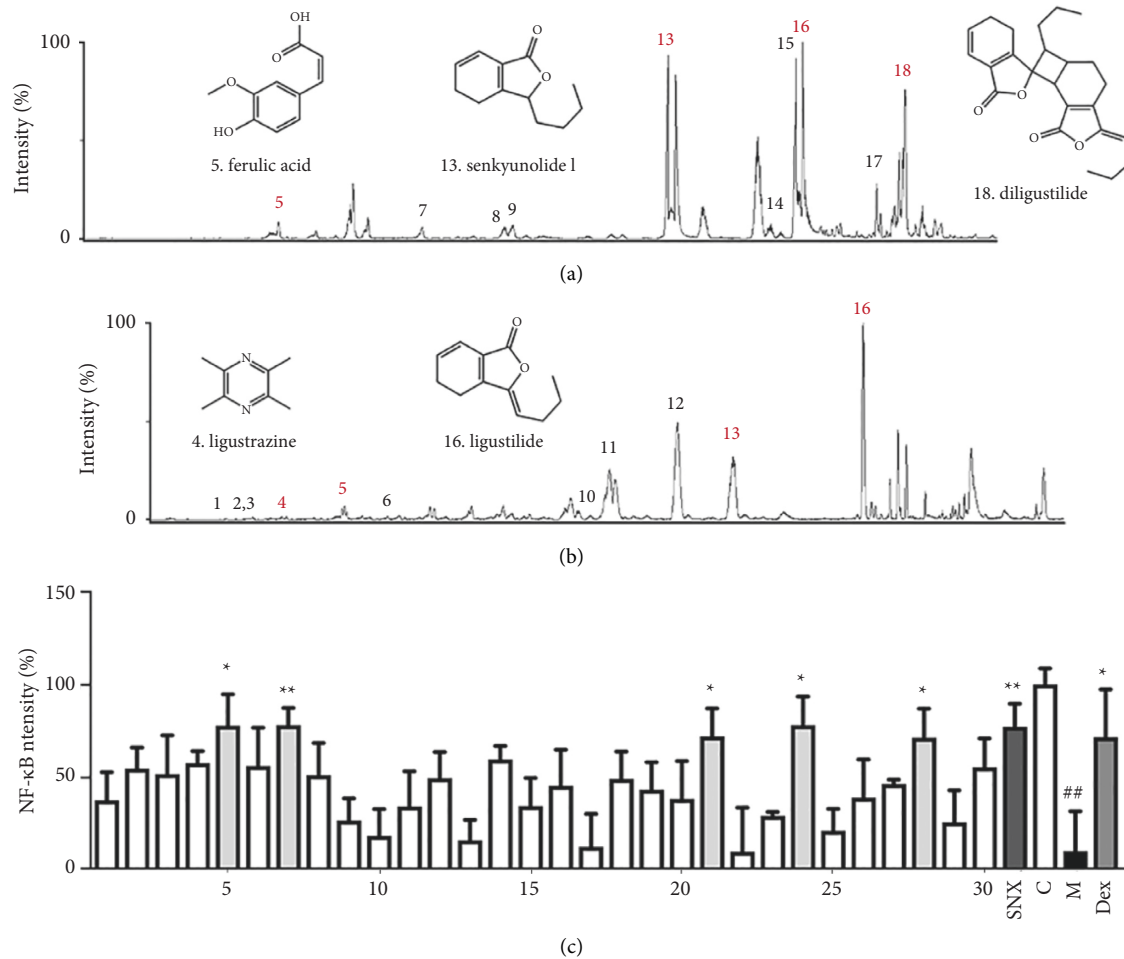 OH
O
O
HO
5. ferulic acid
O
O
13. senkyunolide l
O
O
O
O
O
18. diligustilide
Intensity (%)
100
0
5
7
8
9
13
14
15
16
17
18
(a)
N
N
4. ligustrazine
O
O
16. ligustilide
Intensity (%)
100
0
1
2,3
4
5
6
10
11
12
13
16
(b)
NF-κB ntensity (%)
150
100
50
0
*
**
*
*
*
**
##
*
5
10
15
20
25
30
SNX
C
M
Dex
(c)